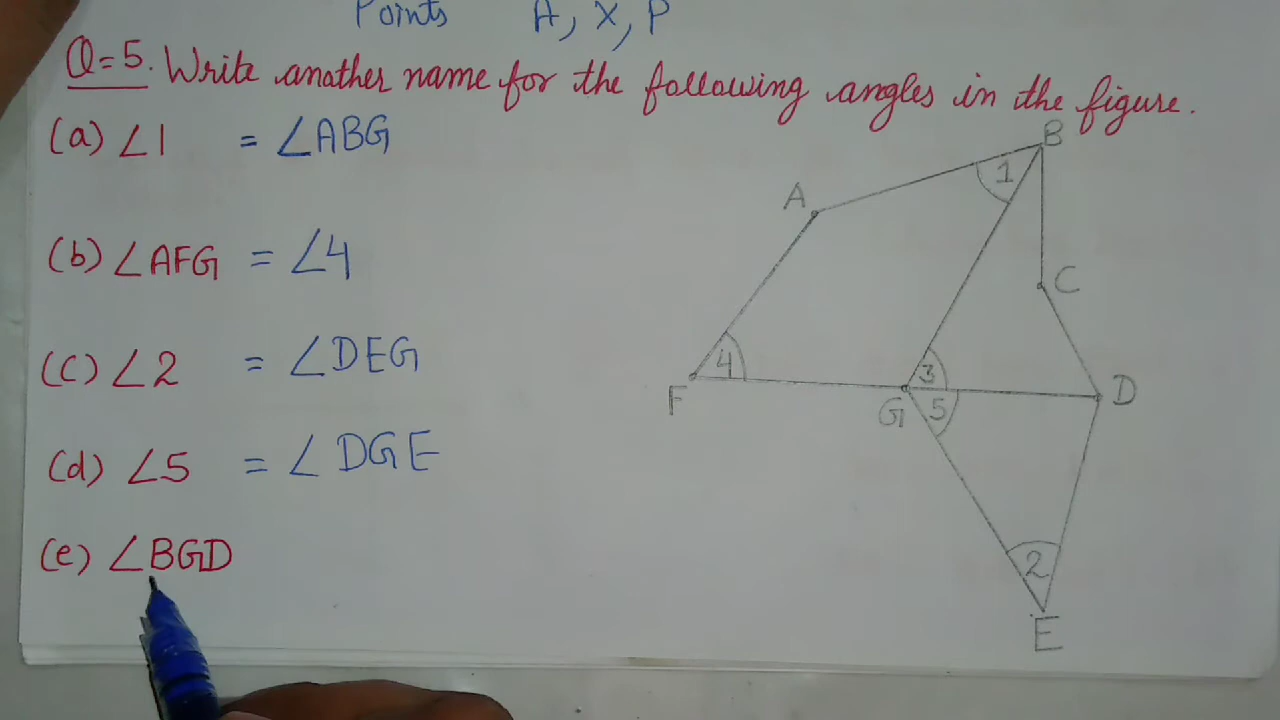 Points A, X, P
Q=5. Write anather name for the following angles in the figure.
(a) ∠1 = ∠ABG
(b) ∠AFG = ∠4
(c) ∠2 = ∠DEG
(d) ∠5 = ∠DGE
(e) ∠BGD
B
1
A
C
4
3
F
G
5
D
2
E